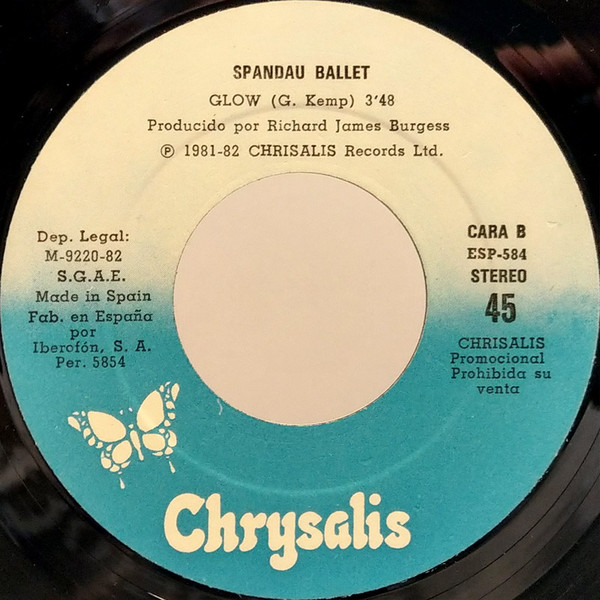 SPANDAU BALLET
GLOW (G. Kemp) 3'48
Producido por Richard James Burgess
Ⓟ 1981-82 CHRISALIS Records Ltd.
Dep. Legal:
M-9220-82
S.G.A.E.
Made in Spain
Fab. en España
por
Iberofón, S. A.
Per. 5854
CARA B
ESP-584
STEREO
45
CHRISALIS
Promocional
Prohibida su
venta
Chrysalis